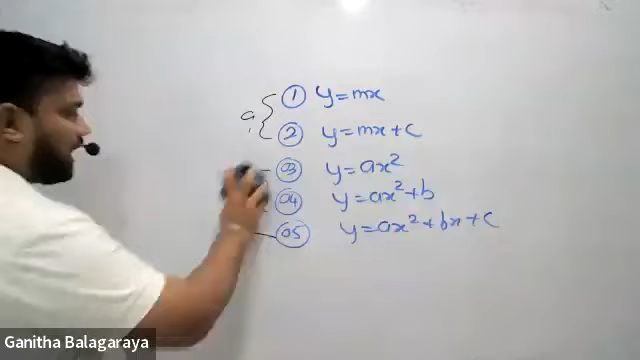 ① y=mx
② y=mx+c
03 y=ax²
04 y=ax²+b
05 y=ax²+bx+c
Ganitha Balagaraya